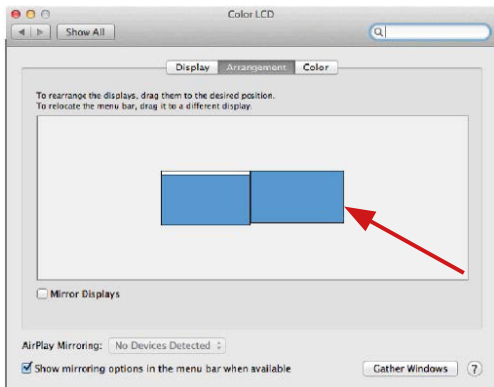 Color LCD
Show All
Display Arrangement Color
To rearrange the displays, drag them to the desired position.
To relocate the menu bar, drag it to a different display.
Mirror Displays
AirPlay Mirroring: No Devices Detected
Show mirroring options in the menu bar when available
Gather Windows ?